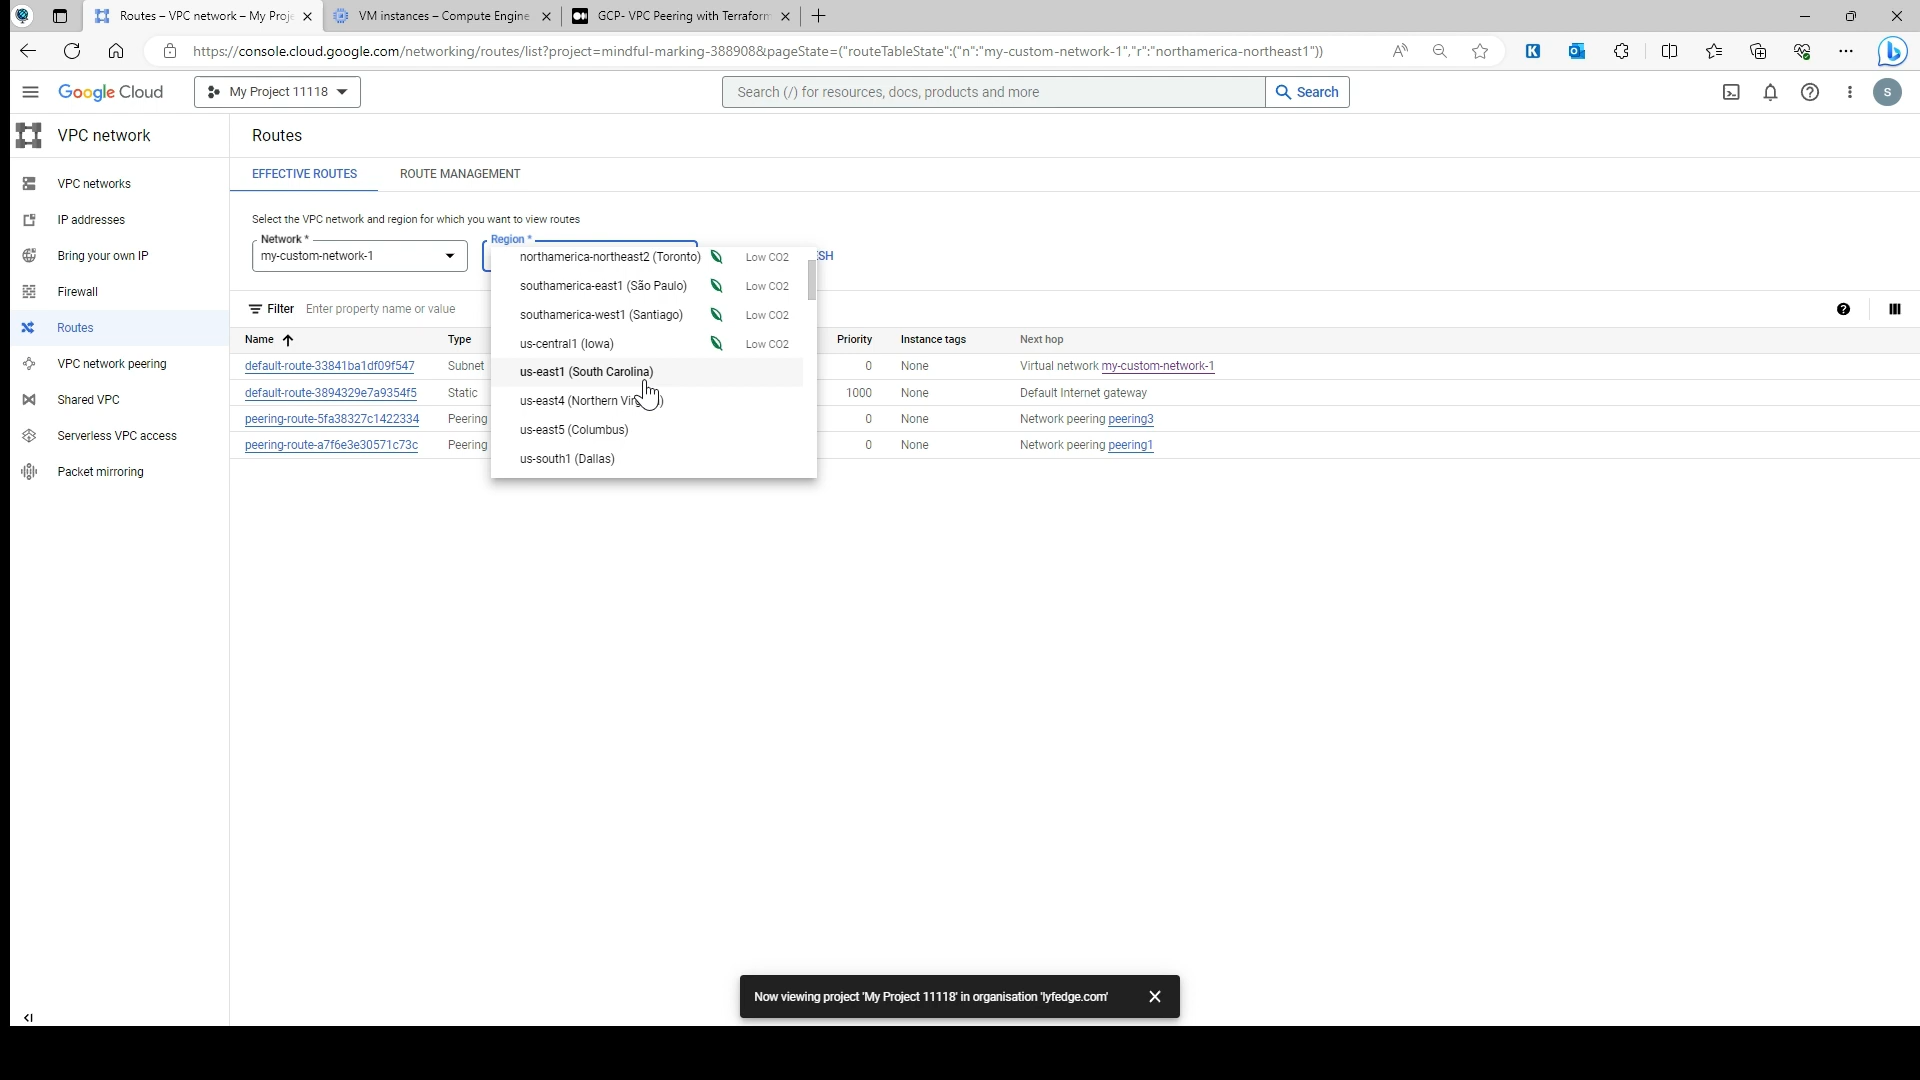 Routes – VPC network – My Proje
VM instances – Compute Engine
GCP- VPC Peering with Terraform
https://console.cloud.google.com/networking/routes/list?project=mindful-marking-388908&pageState=("routeTableState":("n":"my-custom-network-1","r":"northamerica-northeast1"))
Google Cloud
My Project 11118
Search (/) for resources, docs, products and more
Search
S
VPC network
Routes
VPC networks
IP addresses
Bring your own IP
Firewall
Routes
VPC network peering
Shared VPC
Serverless VPC access
Packet mirroring
EFFECTIVE ROUTES
ROUTE MANAGEMENT
Select the VPC network and region for which you want to view routes
Network *
my-custom-network-1
Region *
SH
northamerica-northeast2 (Toronto) Low CO2
southamerica-east1 (São Paulo) Low CO2
southamerica-west1 (Santiago) Low CO2
us-central1 (Iowa) Low CO2
us-east1 (South Carolina)
us-east4 (Northern
us-east5 (Columbus)
us-south1 (Dallas)
Filter Enter property name or value
Name Type Priority Instance tags Next hop
default-route-33841ba1df09f547 Subnet 0 None Virtual network my-custom-network-1
default-route-3894329e7a9354f5 Static 1000 None Default Internet gateway
peering-route-5fa38327c1422334 Peering 0 None Network peering peering3
peering-route-a7f6e3e30571c73c Peering 0 None Network peering peering1
Now viewing project 'My Project 11118' in organisation 'lyfedge.com'